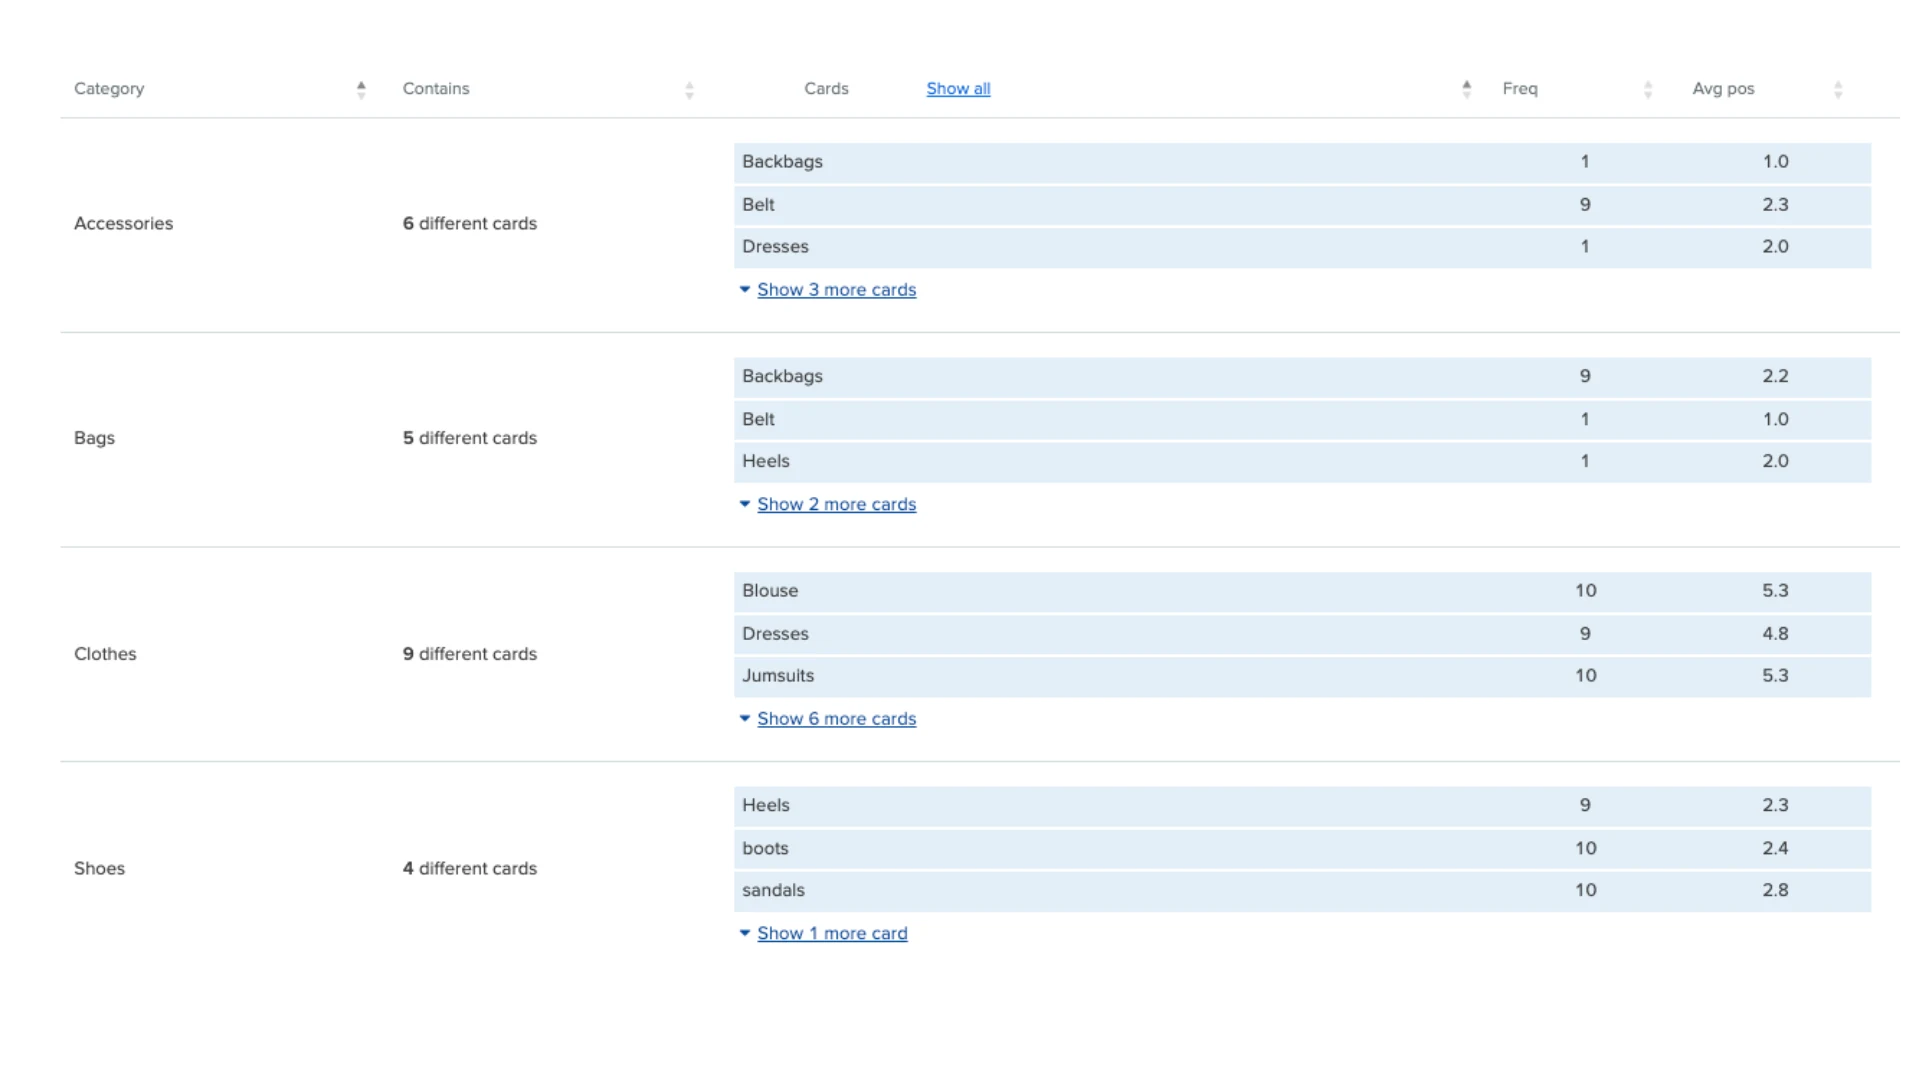 Category Contains Cards Show all Freq Avg pos
Backbags 1 1.0
Belt 9 2.3
Accessories 6 different cards
Dresses 1 2.0
Show 3 more cards
Backbags 9 2.2
Belt 1 1.0
Bags 5 different cards
Heels 1 2.0
Show 2 more cards
Blouse 10 5.3
Dresses 9 4.8
Clothes 9 different cards
Jumsuits 10 5.3
Show 6 more cards
Heels 9 2.3
boots 10 2.4
Shoes 4 different cards
sandals 10 2.8
Show 1 more card